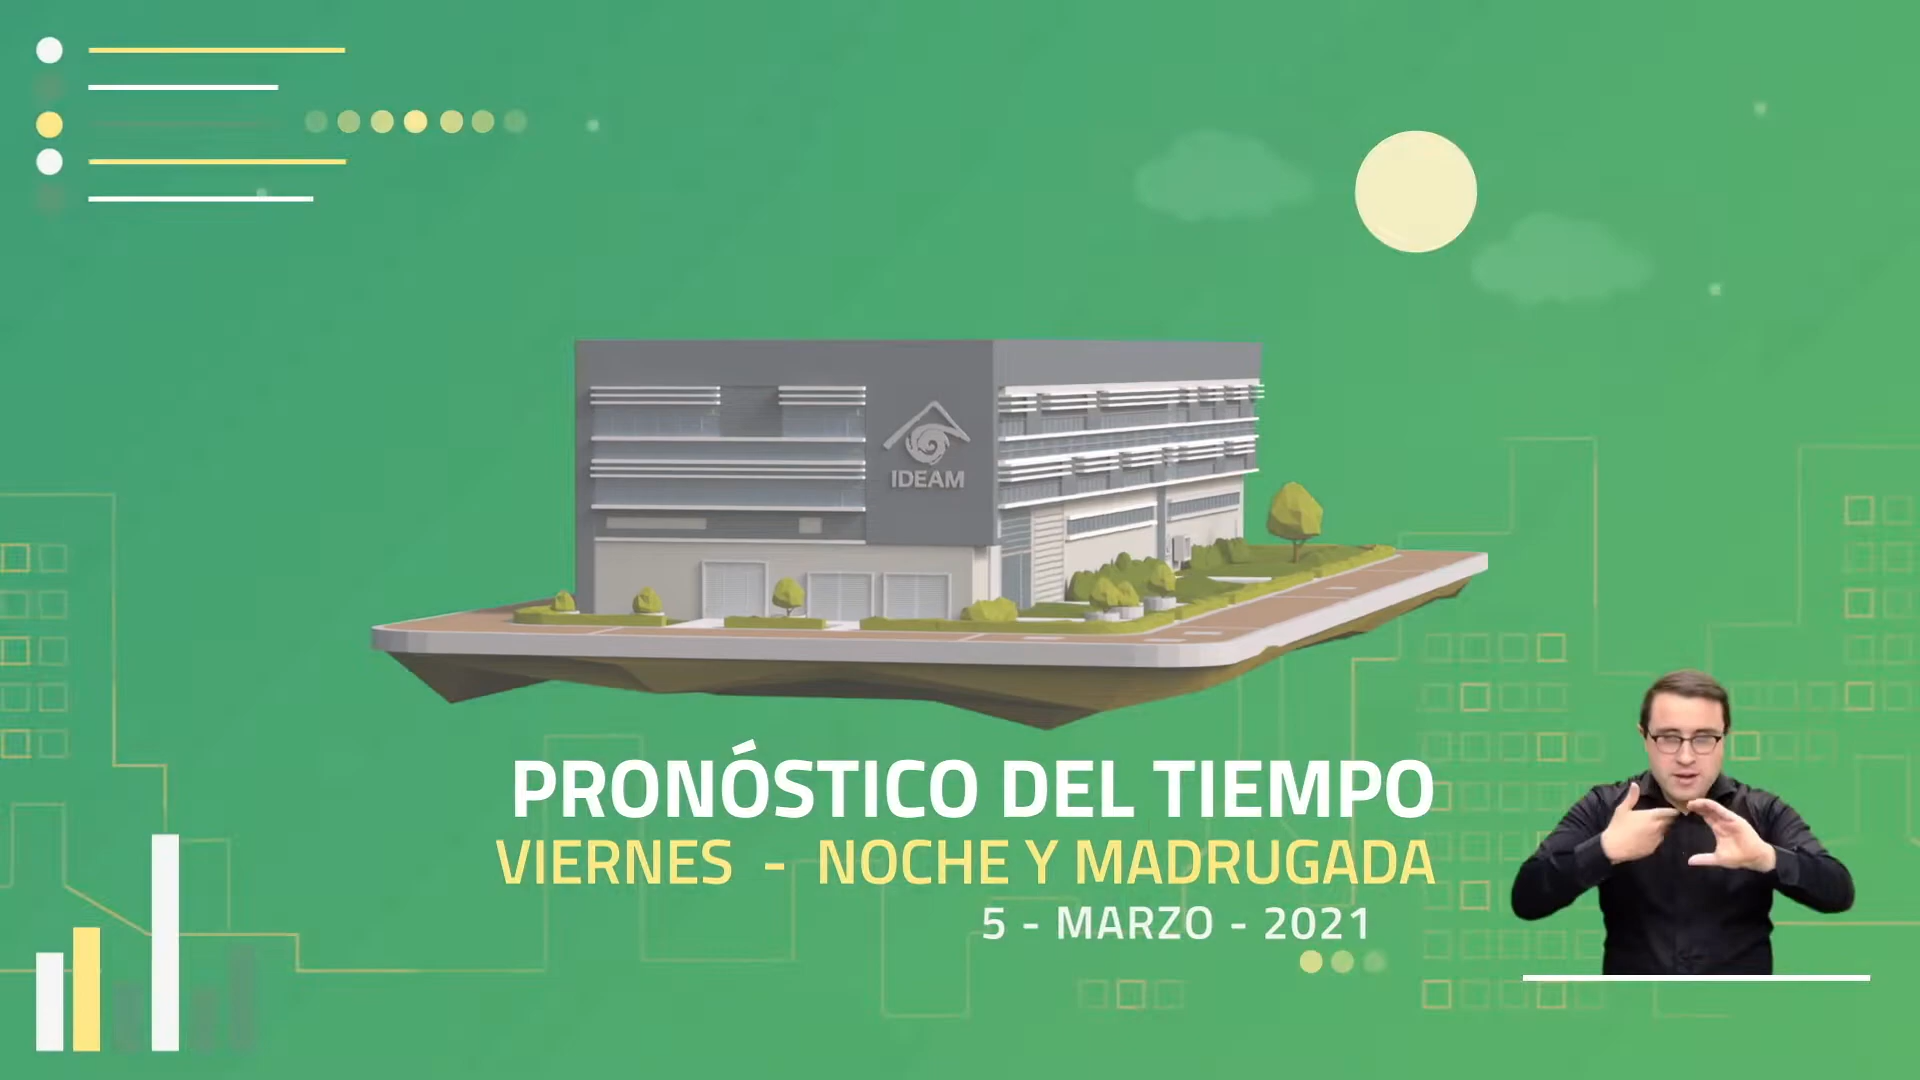 IDEAM
PRONÓSTICO DEL TIEMPO
VIERNES - NOCHE Y MADRUGADA
5 - MARZO - 2021